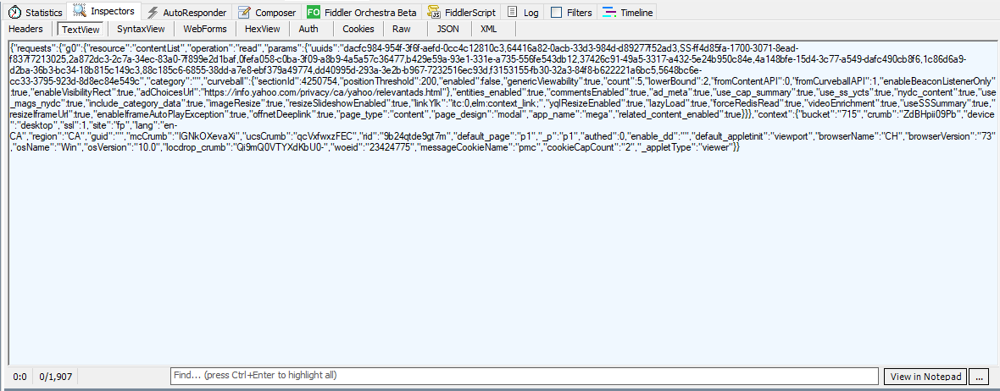 Statistics Inspectors AutoResponder Composer FO Fiddler Orchestra Beta JS FiddlerScript Log Filters Timeline
Headers TextView SyntaxView WebForms HexView Auth Cookies Raw JSON XML
{"requests":{"g0":{"resource":"contentList","operation":"read","params":{"uuids":"dacfc984-954f-3f6f-aefd-0cc4c12810c3,64416a82-0acb-33d3-984d-d89277f52ad3,SS-ff4d85fa-1700-3071-8ead-
f837f7213025,2a872dc3-2c7a-34ec-83a0-7f899e2d1baf,0fefa058-c0ba-3f09-a8b9-4a5a57c36477,b429e59a-93e1-331e-a735-556fe543db12,37426c91-49a5-3317-a432-5e24b950c84e,4a148bfe-15d4-3c77-a549-dafc490cb8f6,1c86d6a9-
d2ba-36b3-bc34-18b815c149c3,88c185c6-6855-38dd-a7e8-ebf379a49774,dd40995d-293a-3e2b-b967-7232516ec93d,f3153155-fb30-32a3-84f8-b622221a6bc5,5648bc6e-
cc33-3795-923d-8d8ec84e549c","category":"","curveball":{"sectionId":4250754,"positionThreshold":200,"enabled":false,"genericViewability":true,"count":5,"lowerBound":2,"fromContentAPI":0,"fromCurveballAPI":1,"enableBeaconListenerOnly"
:true,"enableVisibilityRect":true,"adChoicesUrl":"https://info.yahoo.com/privacy/ca/yahoo/relevantads.html"},"entities_enabled":true,"commentsEnabled":true,"ad_meta":true,"use_cap_summary":true,"use_ss_ycts":true,"nydc_content":true,"use
_mags_nydc":true,"include_category_data":true,"imageResize":true,"resizeSlideshowEnabled":true,"linkYlk":"itc:0,elm:context_link;","yqlResizeEnabled":true,"lazyLoad":true,"forceRedisRead":true,"videoEnrichment":true,"useSSSummary":true,"
resizeIframeUrl":true,"enableIframeAutoPlayException":true,"offnetDeeplink":true,"page_type":"content","page_design":"modal","app_name":"mega","related_content_enabled":true}}},"context":{"bucket":"715","crumb":"ZdBHpii09Pb","device"
:"desktop","ssl":1,"site":"fp","lang":"en-
CA","region":"CA","guid":"","mcCrumb":"IGNkOXevaXi","ucsCrumb":"qcVxfwxzFEC","rid":"9b24qtde9gt7m","default_page":"p1","_p":"p1","authed":0,"enable_dd":"","default_appletinit":"viewport","browserName":"CH","browserVersion":"73"
,"osName":"Win","osVersion":"10.0","locdrop_crumb":"Qi9mQ0VTYXdKbU0-","woeid":"23424775","messageCookieName":"pmc","cookieCapCount":"2","_appletType":"viewer"}}
0:0 0/1,907 Find... (press Ctrl+Enter to highlight all) View in Notepad ...